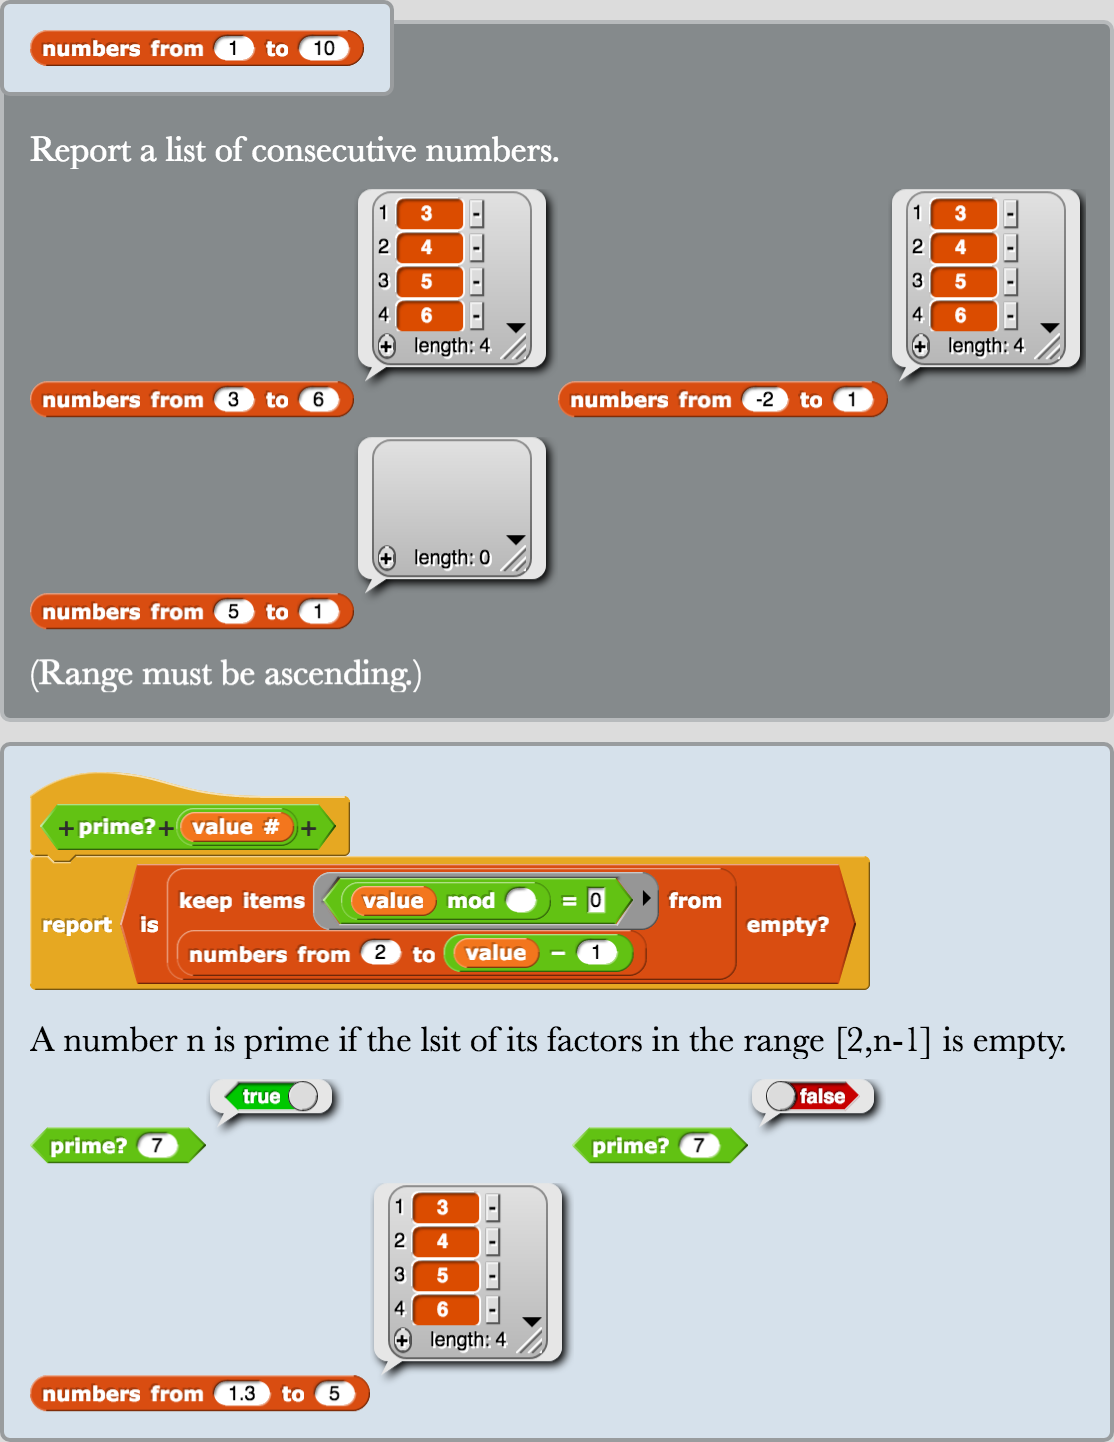 numbers from 1 to 10
Report a list of consecutive numbers.
1 3 -
2 4 -
3 5 -
4 6 -
+ length: 4
numbers from 3 to 6
1 3 -
2 4 -
3 5 -
4 6 -
+ length: 4
numbers from -2 to 1
+ length: 0
numbers from 5 to 1
(Range must be ascending.)
+ prime? + value # +
report is keep items value mod = 0 from
numbers from 2 to value - 1 empty?
A number n is prime if the lsit of its factors in the range [2,n-1] is empty.
true
prime? 7
false
prime? 7
1 3 -
2 4 -
3 5 -
4 6 -
+ length: 4
numbers from 1.3 to 5